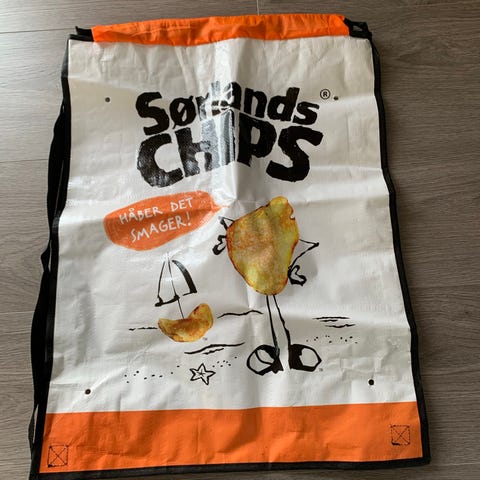 Sørlands®
CHIPS
HÅBER DET
SMAGER!